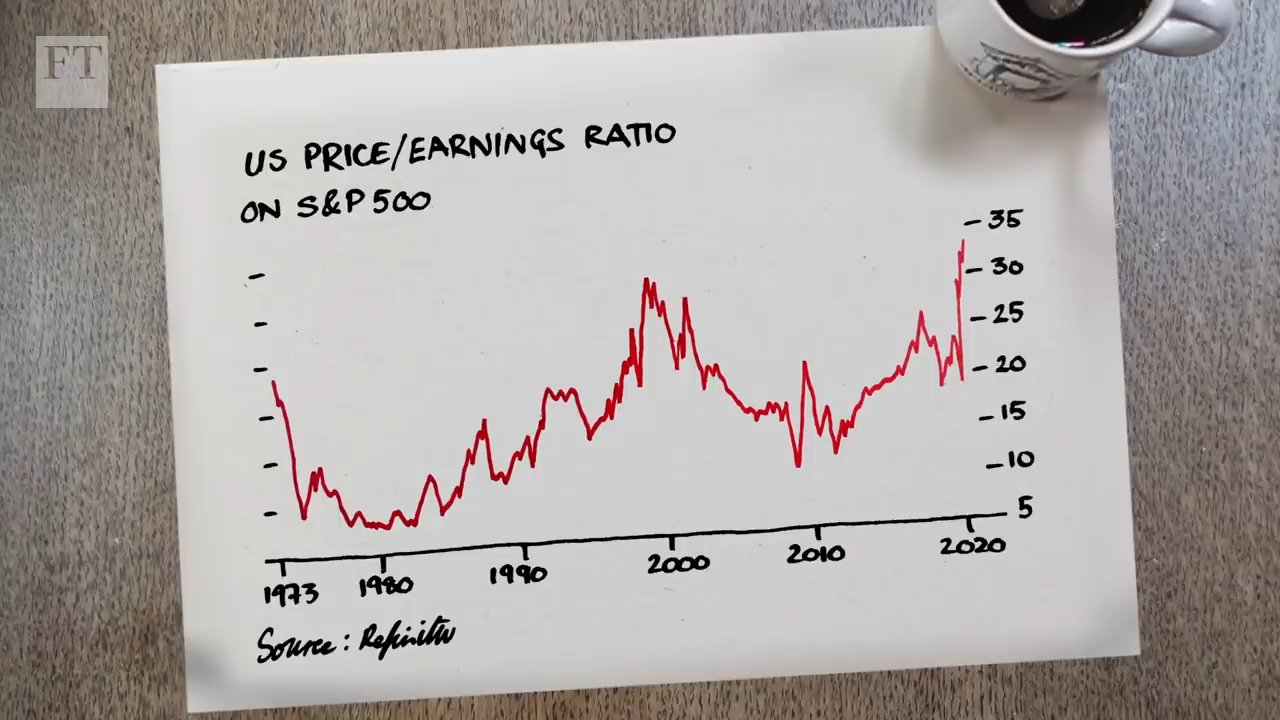 FT
US PRICE/EARNINGS RATIO
ON S&P 500
35
30
25
20
15
10
5
1973 1980 1990 2000 2010 2020
Source: Refinitiv